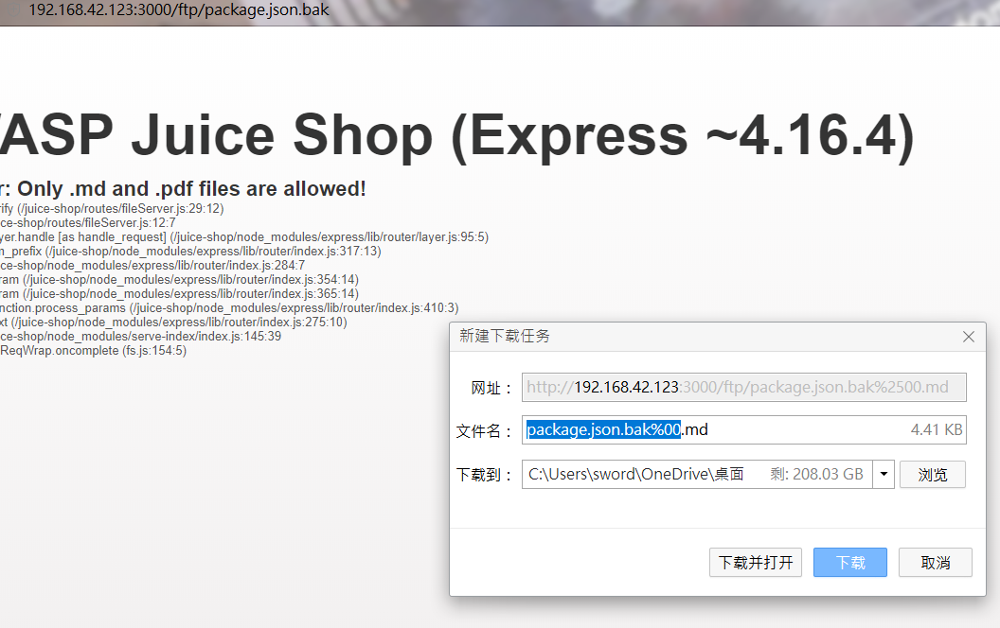 192.168.42.123:3000/ftp/package.json.bak
ASP Juice Shop (Express ~4.16.4)
r: Only .md and .pdf files are allowed!
rify (/juice-shop/routes/fileServer.js:29:12)
ice-shop/routes/fileServer.js:12:7
yer.handle [as handle_request] (/juice-shop/node_modules/express/lib/router/layer.js:95:5)
m_prefix (/juice-shop/node_modules/express/lib/router/index.js:317:13)
ice-shop/node_modules/express/lib/router/index.js:284:7
ram (/juice-shop/node_modules/express/lib/router/index.js:354:14)
ram (/juice-shop/node_modules/express/lib/router/index.js:365:14)
nction.process_params (/juice-shop/node_modules/express/lib/router/index.js:410:3)
xt (/juice-shop/node_modules/express/lib/router/index.js:275:10)
ice-shop/node_modules/serve-index/index.js:145:39
ReqWrap.oncomplete (fs.js:154:5)
新建下载任务
网址： http://192.168.42.123:3000/ftp/package.json.bak%2500.md
文件名： package.json.bak%00.md 4.41 KB
下载到： C:\Users\sword\OneDrive\桌面 剩: 208.03 GB 浏览
下载并打开 下载 取消